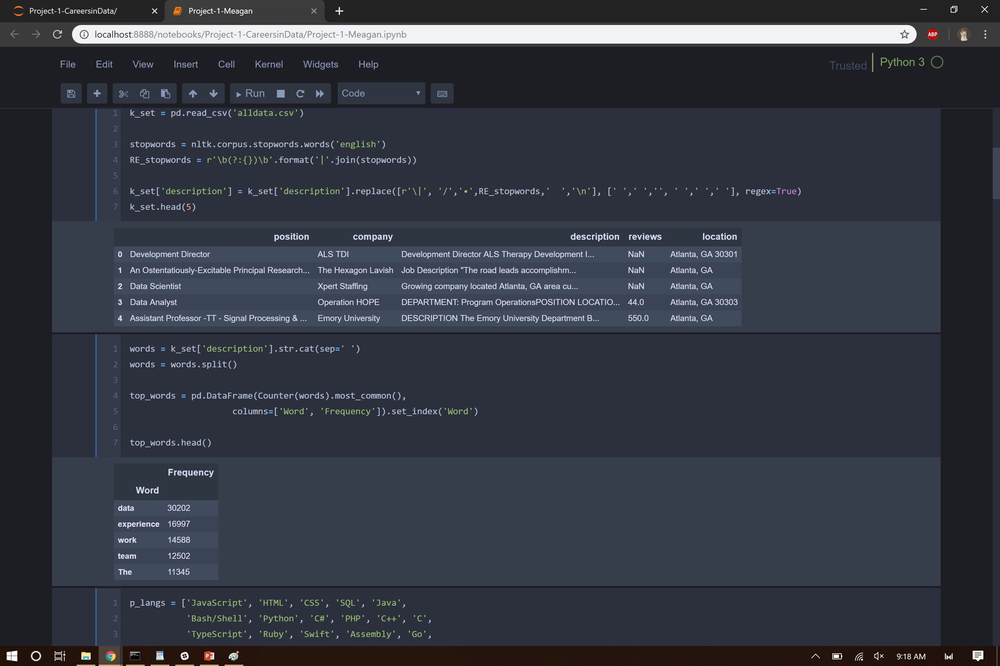 Project-1-CareersinData/
Project-1-Meagan
localhost:8888/notebooks/Project-1-CareersinData/Project-1-Meagan.ipynb
ABP
File Edit View Insert Cell Kernel Widgets Help
Trusted
Python 3
Run
Code
1 k_set = pd.read_csv('alldata.csv')
2
3 stopwords = nltk.corpus.stopwords.words('english')
4 RE_stopwords = r'\b(?:{})\b'.format('|'.join(stopwords))
5
6 k_set['description'] = k_set['description'].replace([r'\|', '/','•',RE_stopwords,'  ','\n'], [' ',' ','', ' ',' ',' '], regex=True)
7 k_set.head(5)
position company description reviews location
0 Development Director ALS TDI Development Director ALS Therapy Development I... NaN Atlanta, GA 30301
1 An Ostentatiously-Excitable Principal Research... The Hexagon Lavish Job Description "The road leads accomplishm... NaN Atlanta, GA
2 Data Scientist Xpert Staffing Growing company located Atlanta, GA area cu... NaN Atlanta, GA
3 Data Analyst Operation HOPE DEPARTMENT: Program OperationsPOSITION LOCATIO... 44.0 Atlanta, GA 30303
4 Assistant Professor -TT - Signal Processing & ... Emory University DESCRIPTION The Emory University Department B... 550.0 Atlanta, GA
1 words = k_set['description'].str.cat(sep=' ')
2 words = words.split()
3
4 top_words = pd.DataFrame(Counter(words).most_common(),
5 columns=['Word', 'Frequency']).set_index('Word')
6
7 top_words.head()
Frequency
Word
data 30202
experience 16997
work 14588
team 12502
The 11345
1 p_langs = ['JavaScript', 'HTML', 'CSS', 'SQL', 'Java',
2 'Bash/Shell', 'Python', 'C#', 'PHP', 'C++', 'C',
3 'TypeScript', 'Ruby', 'Swift', 'Assembly', 'Go',
9:18 AM